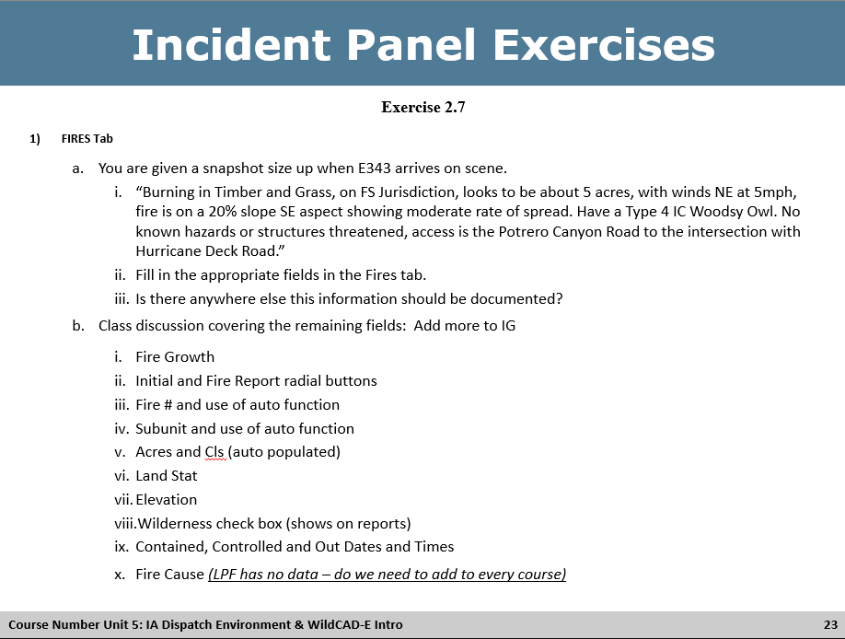 Incident Panel Exercises
Exercise 2.7
1) FIRES Tab
a. You are given a snapshot size up when E343 arrives on scene.
i. “Burning in Timber and Grass, on FS Jurisdiction, looks to be about 5 acres, with winds NE at 5mph,
fire is on a 20% slope SE aspect showing moderate rate of spread. Have a Type 4 IC Woodsy Owl. No
known hazards or structures threatened, access is the Potrero Canyon Road to the intersection with
Hurricane Deck Road.”
ii. Fill in the appropriate fields in the Fires tab.
iii. Is there anywhere else this information should be documented?
b. Class discussion covering the remaining fields: Add more to IG
i. Fire Growth
ii. Initial and Fire Report radial buttons
iii. Fire # and use of auto function
iv. Subunit and use of auto function
v. Acres and Cls (auto populated)
vi. Land Stat
vii. Elevation
viii. Wilderness check box (shows on reports)
ix. Contained, Controlled and Out Dates and Times
x. Fire Cause (LPF has no data – do we need to add to every course)
Course Number Unit 5: IA Dispatch Environment & WildCAD-E Intro 23